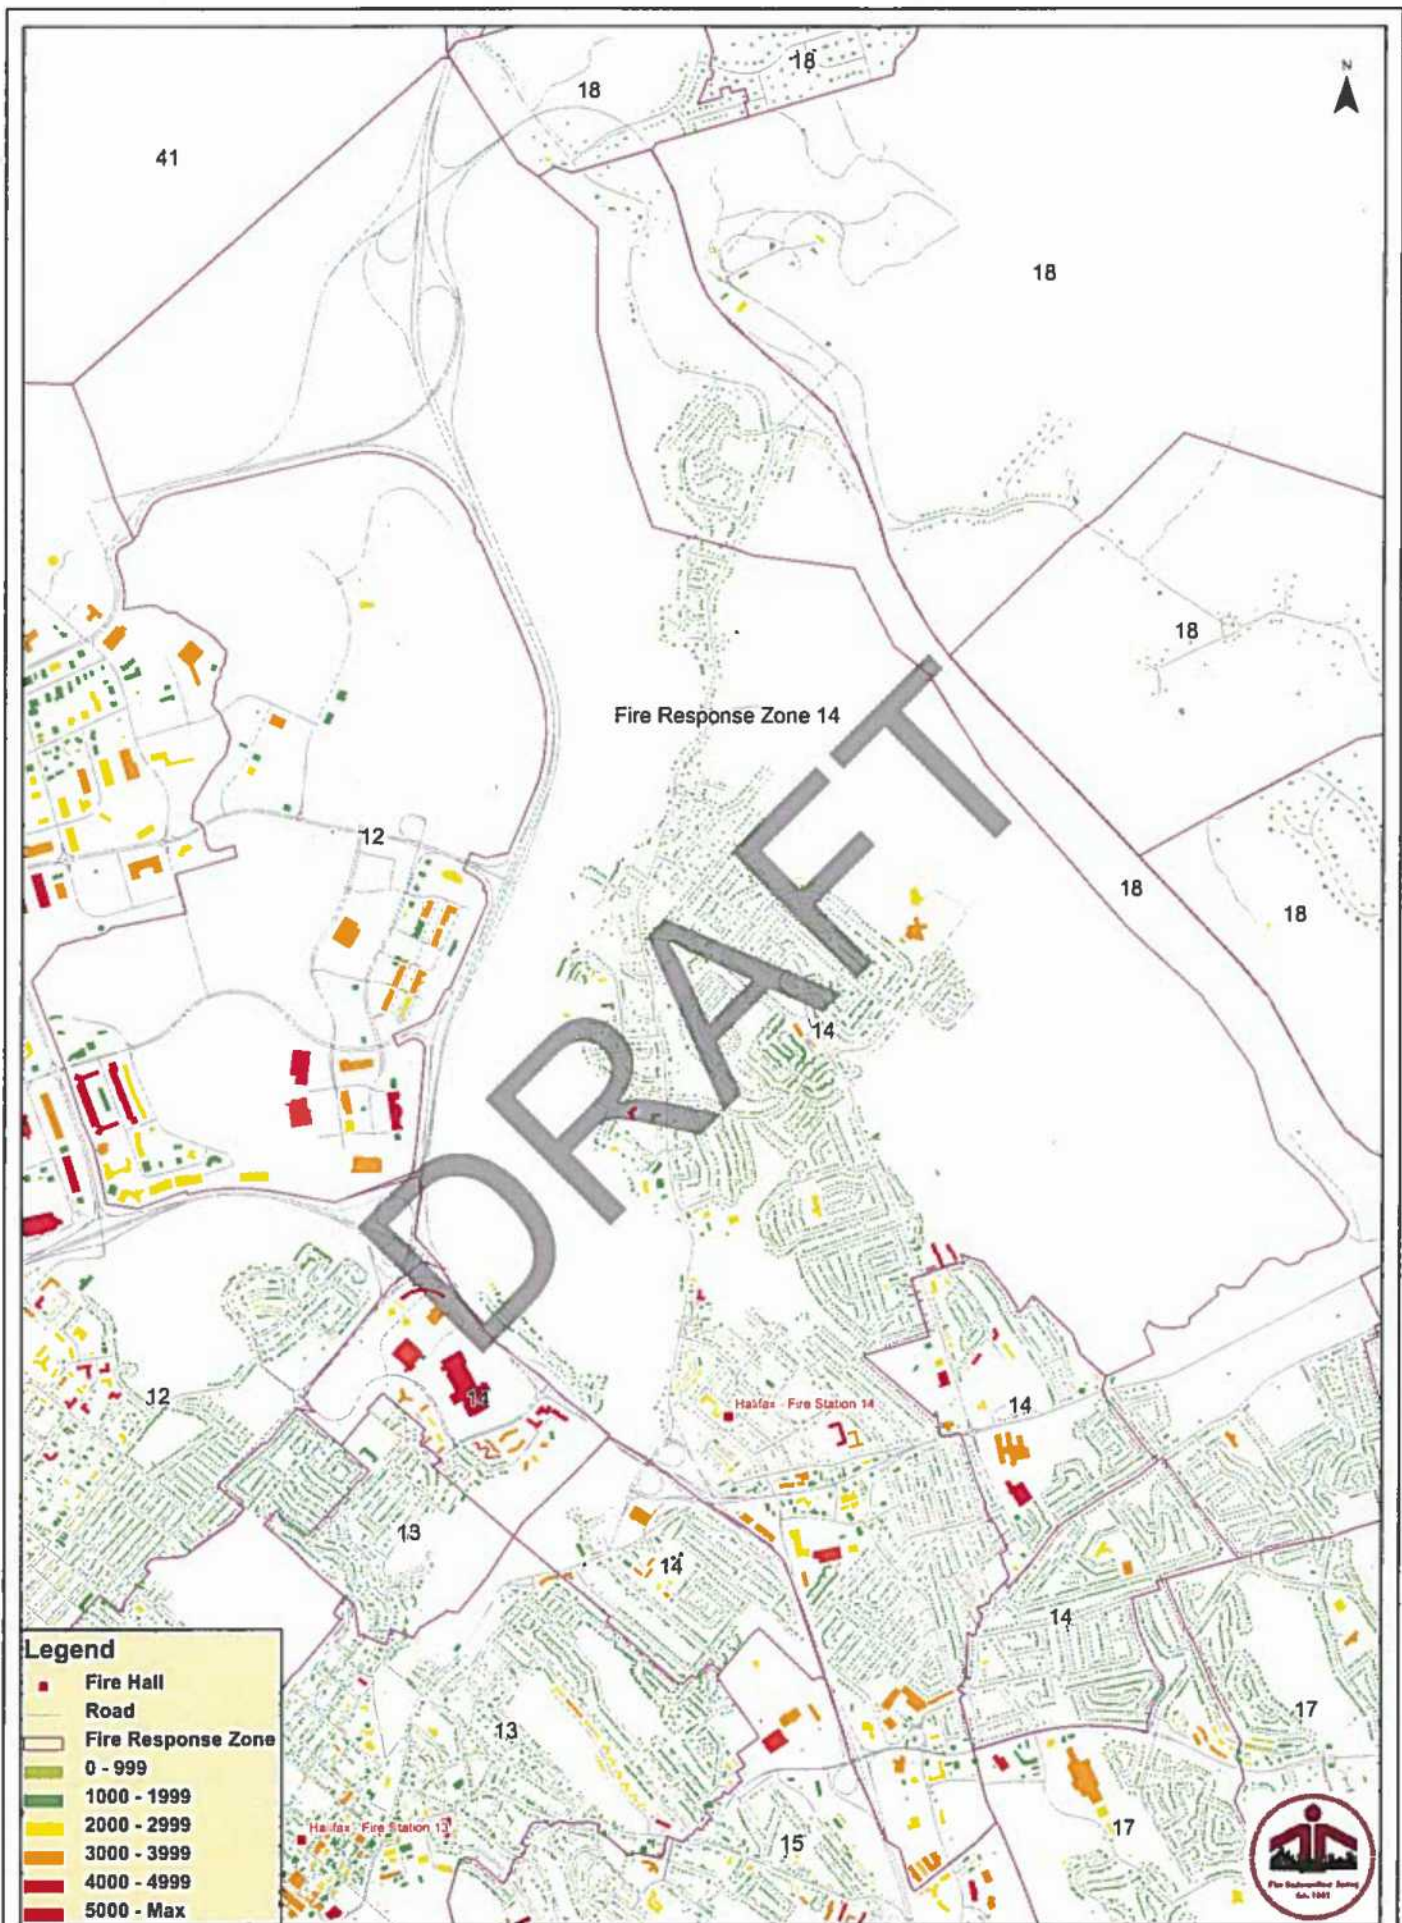 N
18
18
41
18
Fire Response Zone 14
18
12
18
18
DRAFT
14
12
14
Halifax - Fire Station 14
14
13
14
14
13
17
Halifax - Fire Station 13
15
17
Legend
Fire Hall
Road
Fire Response Zone
0 - 999
1000 - 1999
2000 - 2999
3000 - 3999
4000 - 4999
5000 - Max